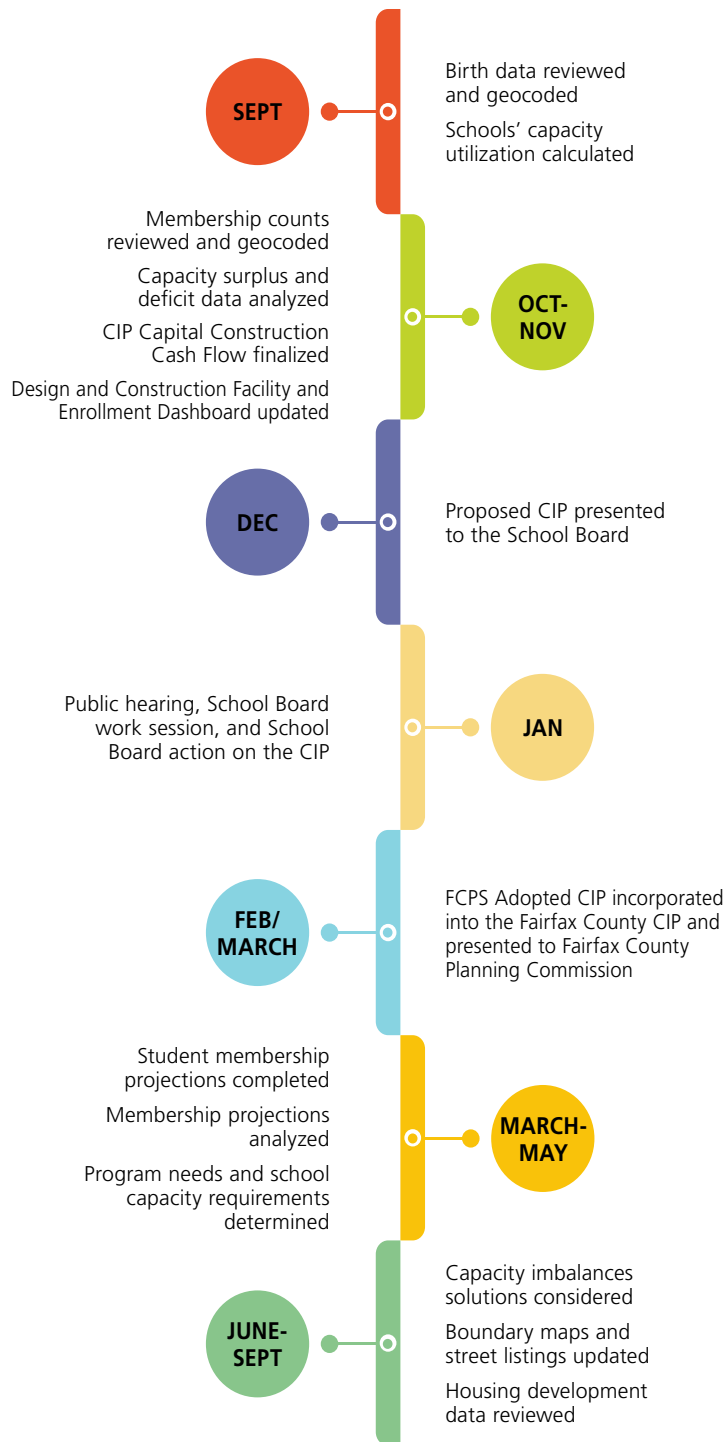 SEPT
Birth data reviewed
and geocoded
Schools’ capacity
utilization calculated
Membership counts
reviewed and geocoded
Capacity surplus and
deficit data analyzed
CIP Capital Construction
Cash Flow finalized
Design and Construction Facility and
Enrollment Dashboard updated
OCT-
NOV
DEC
Proposed CIP presented
to the School Board
Public hearing, School Board
work session, and School
Board action on the CIP
JAN
FEB/
MARCH
FCPS Adopted CIP incorporated
into the Fairfax County CIP and
presented to Fairfax County
Planning Commission
Student membership
projections completed
Membership projections
analyzed
Program needs and school
capacity requirements
determined
MARCH-
MAY
JUNE-
SEPT
Capacity imbalances
solutions considered
Boundary maps and
street listings updated
Housing development
data reviewed